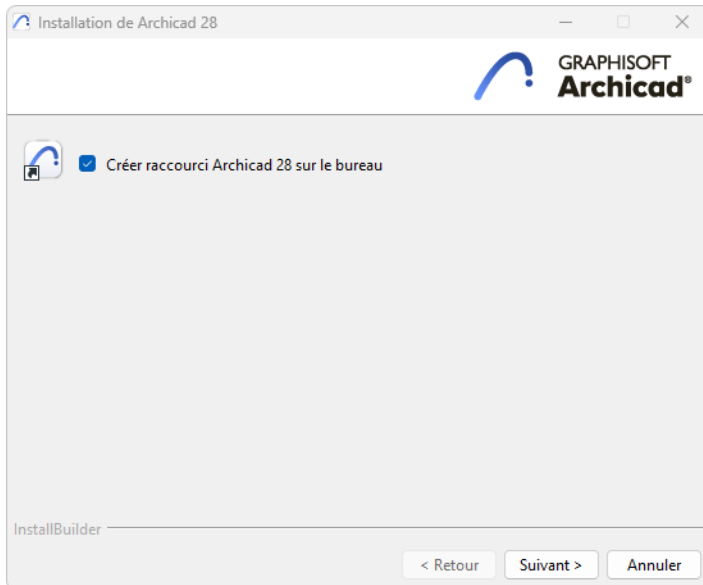 Installation de Archicad 28
GRAPHISOFT
Archicad®
Créer raccourci Archicad 28 sur le bureau
InstallBuilder
< Retour
Suivant >
Annuler